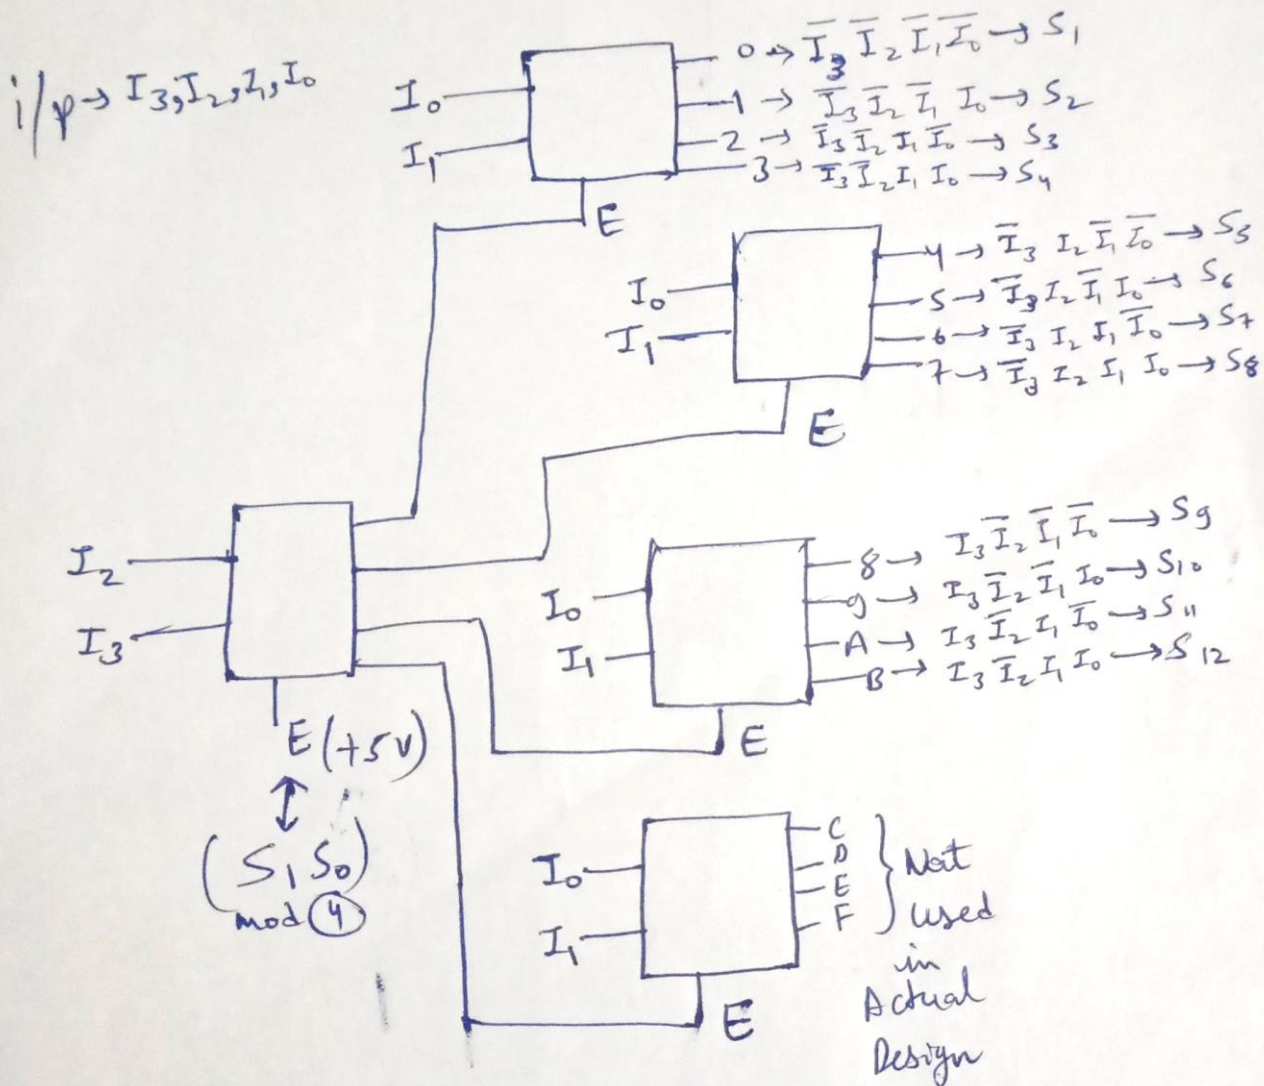 i/p → I₃, I₂, I₁, I₀
I₀
I₁
0 → I̅₃ I̅₂ I̅₁ I̅₀ → S₁
1 → I̅₃ I̅₂ I̅₁ I₀ → S₂
2 → I̅₃ I̅₂ I₁ I̅₀ → S₃
3 → I̅₃ I̅₂ I₁ I₀ → S₄
E
I₀
I₁
4 → I̅₃ I₂ I̅₁ I̅₀ → S₅
5 → I̅₃ I₂ I̅₁ I₀ → S₆
6 → I̅₃ I₂ I₁ I̅₀ → S₇
7 → I̅₃ I₂ I₁ I₀ → S₈
E
I₂
I₃
E (+5V)
(S₁ S₀)
mod 4
I₀
I₁
8 → I₃ I̅₂ I̅₁ I̅₀ → S₉
9 → I₃ I̅₂ I̅₁ I₀ → S₁₀
A → I₃ I̅₂ I₁ I̅₀ → S₁₁
B → I₃ I̅₂ I₁ I₀ → S₁₂
E
I₀
I₁
C
D
E
F
E
Not
used
in
Actual
Design